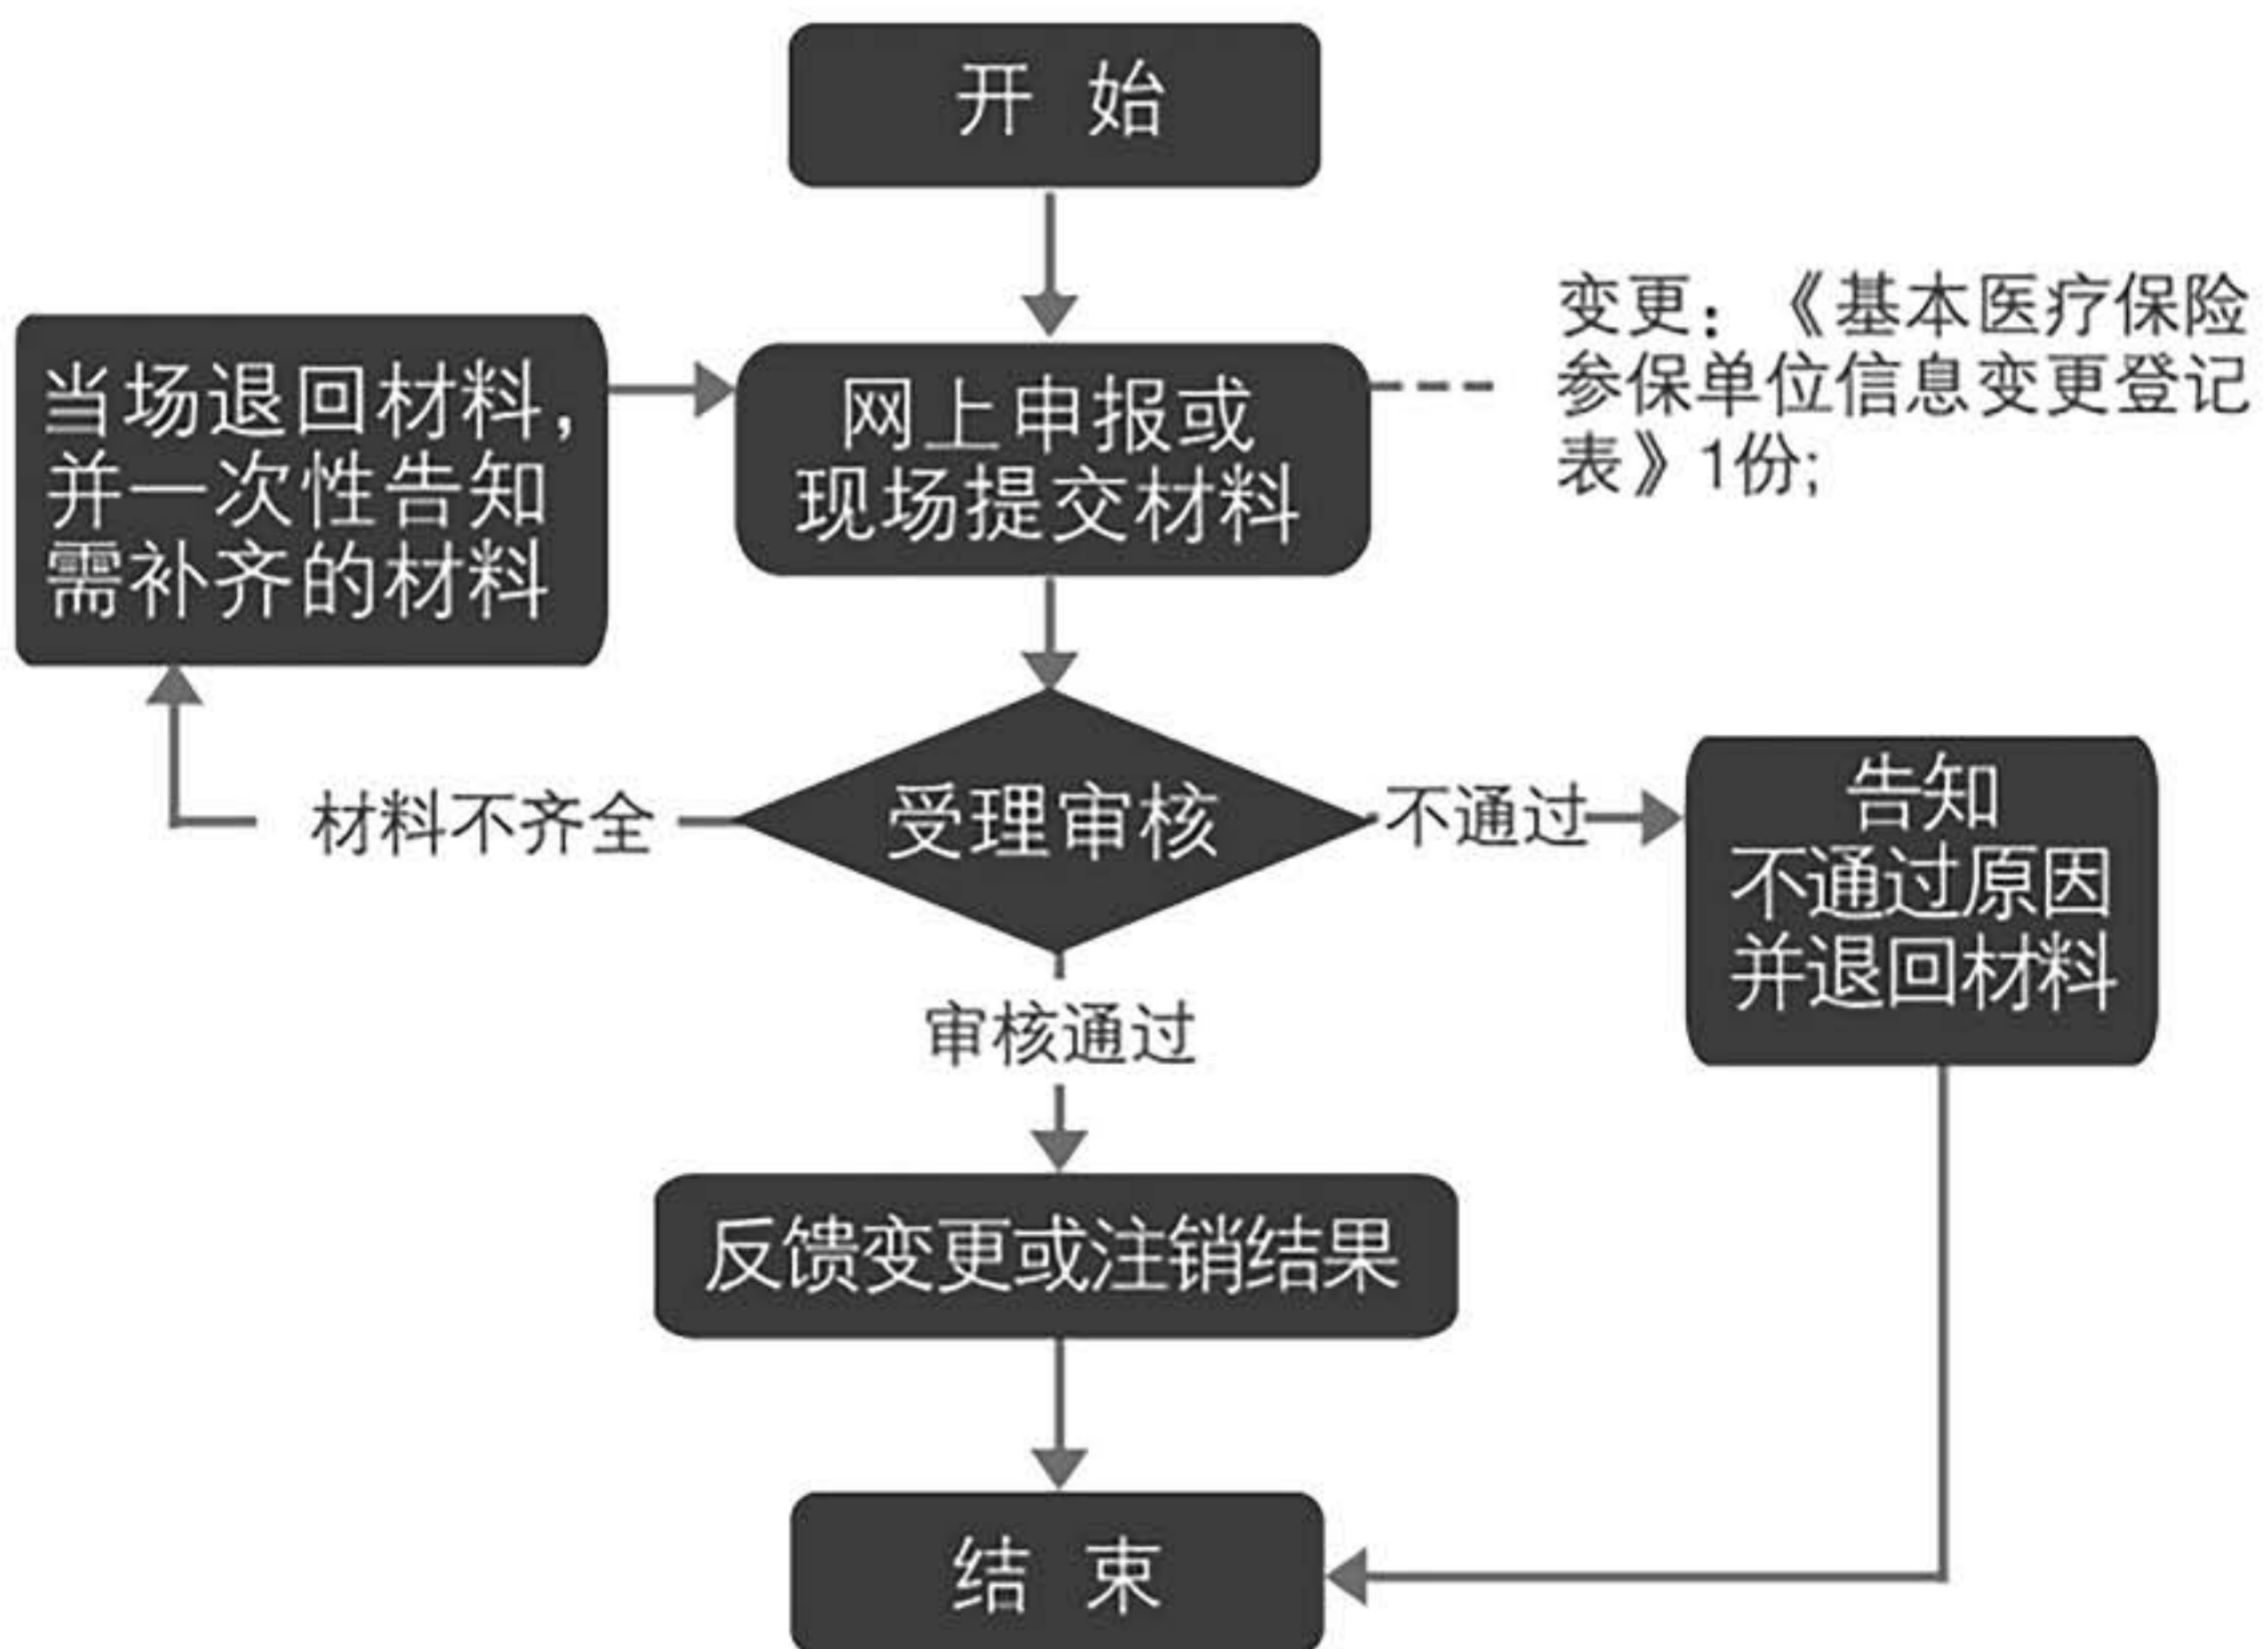 开 始
变更：《基本医疗保险
参保单位信息变更登记
表》1份;
当场退回材料，
并一次性告知
需补齐的材料
网上申报或
现场提交材料
受理审核
材料不齐全
不通过
告知
不通过原因
并退回材料
审核通过
反馈变更或注销结果
结 束